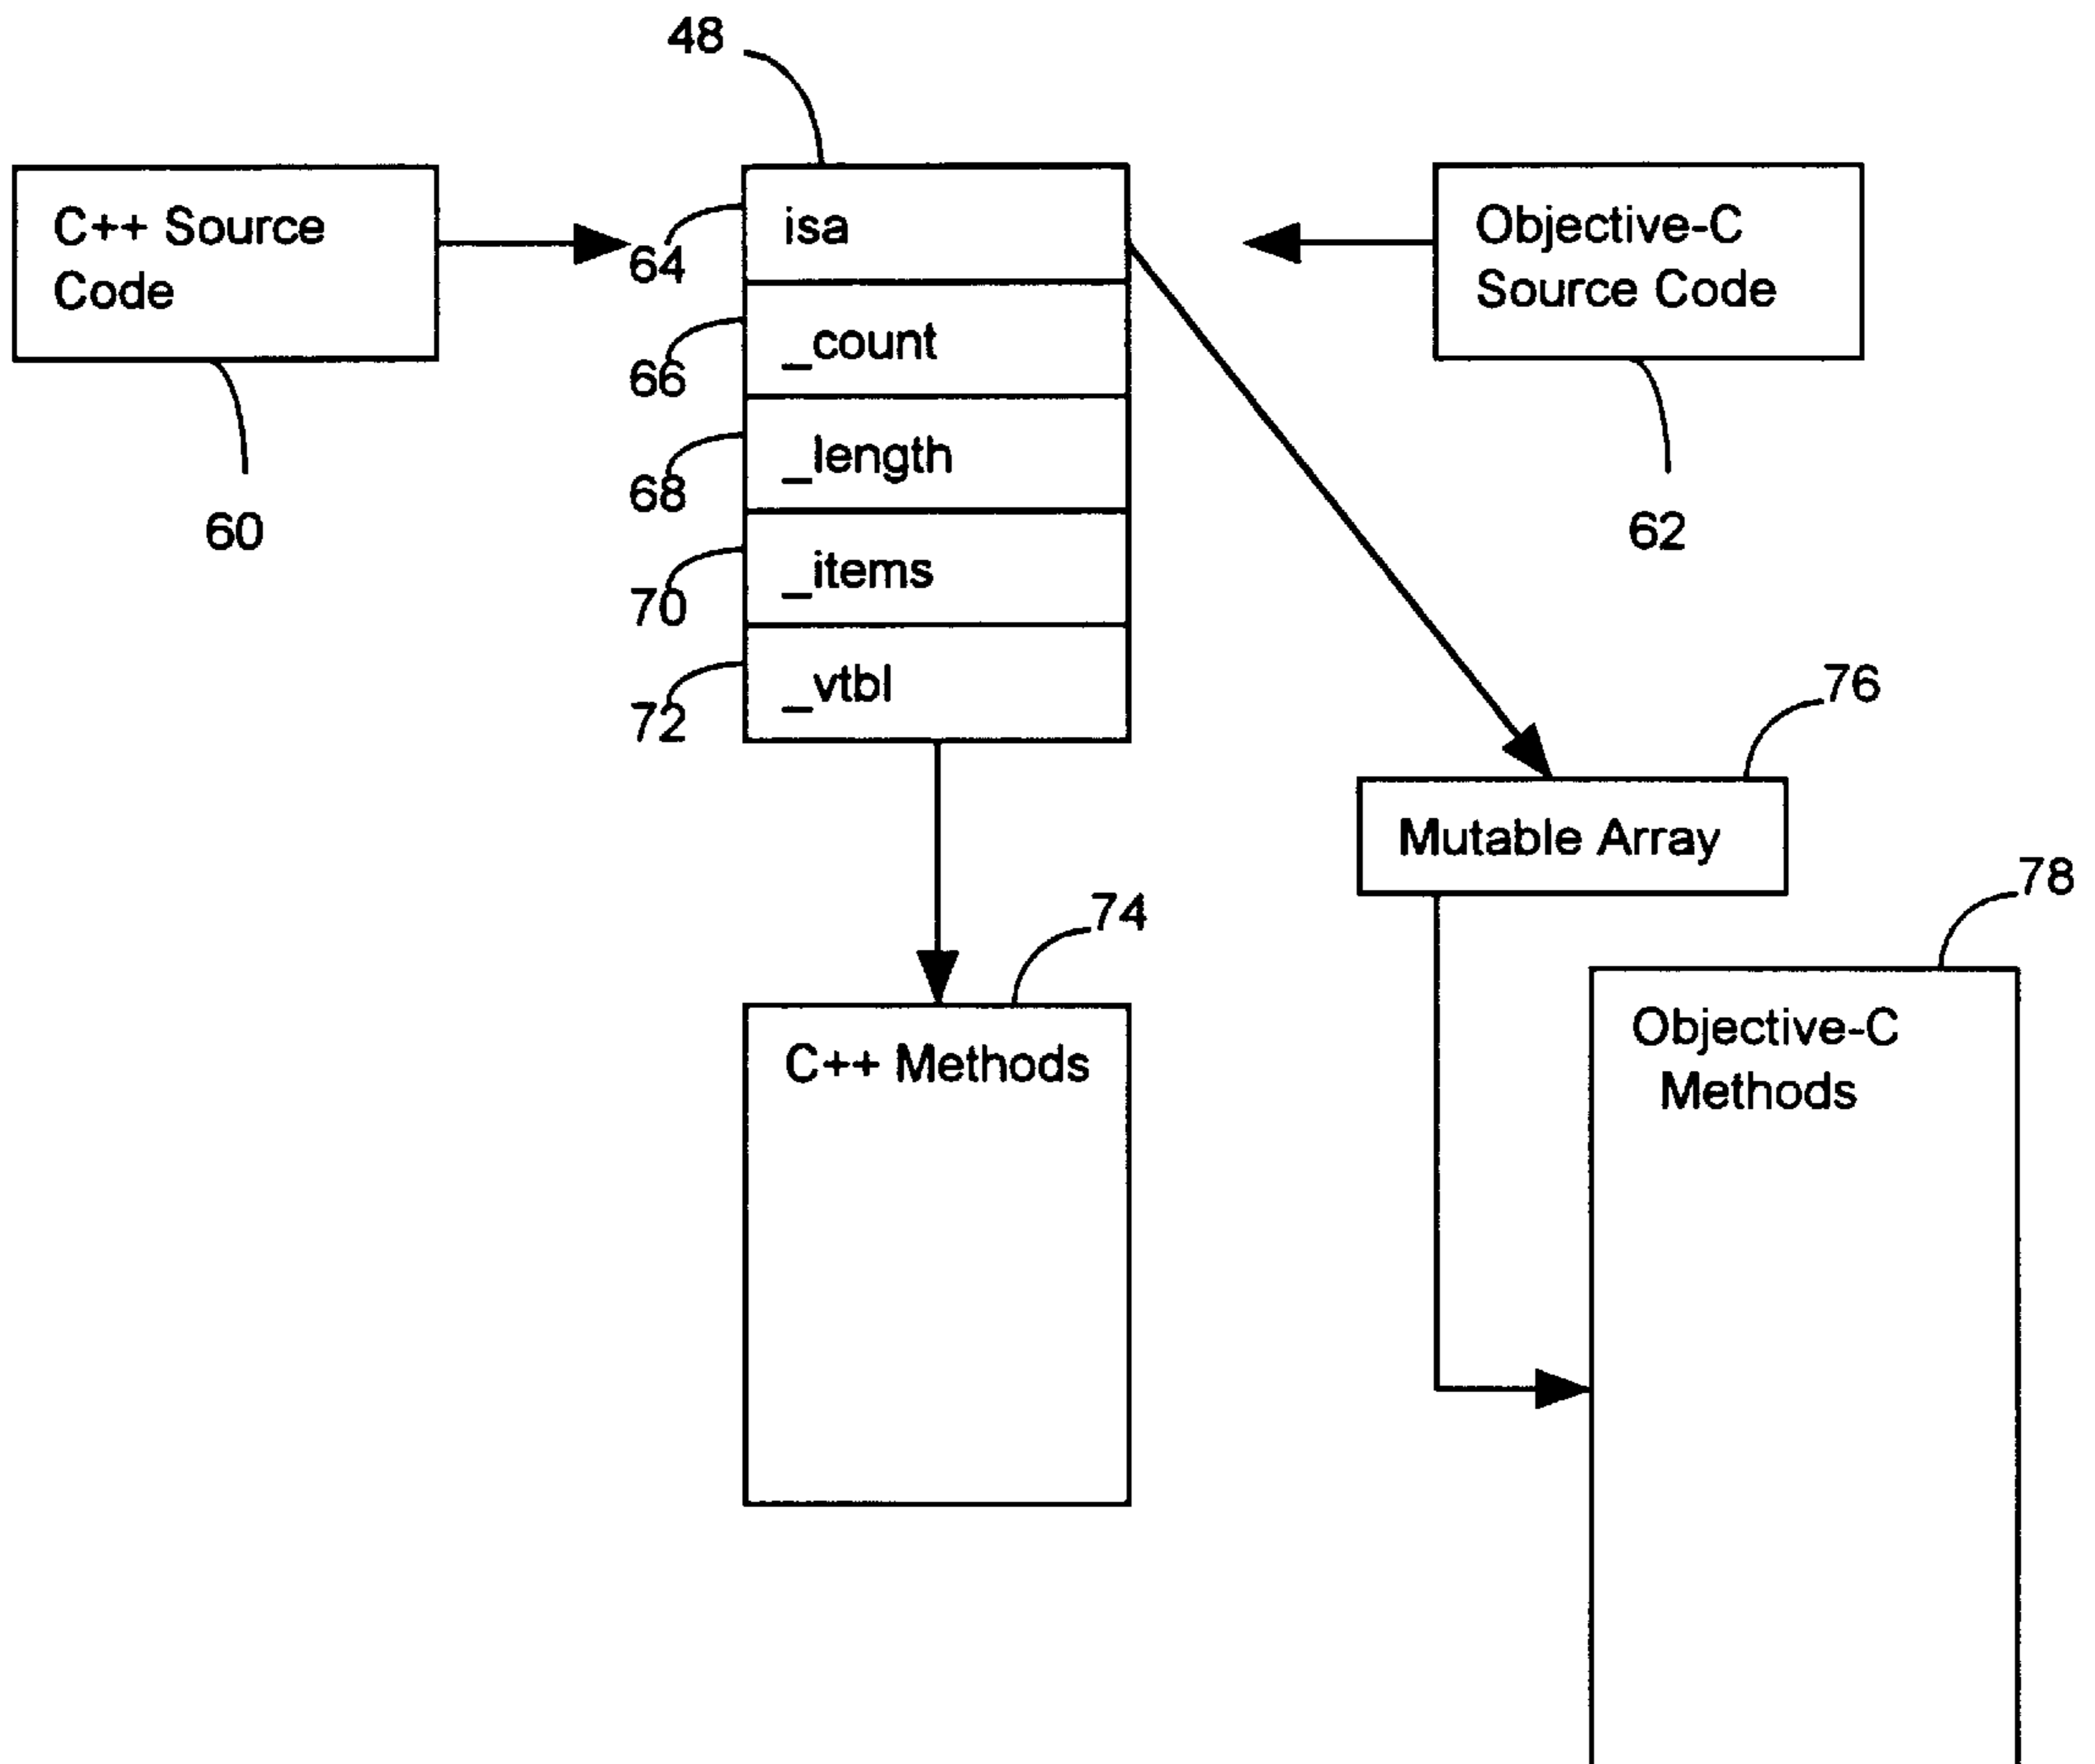 48
C++ Source
Code
60
isa
64
_count
66
_length
68
_items
70
_vtbl
72
Objective-C
Source Code
62
76
Mutable Array
74
C++ Methods
78
Objective-C
Methods